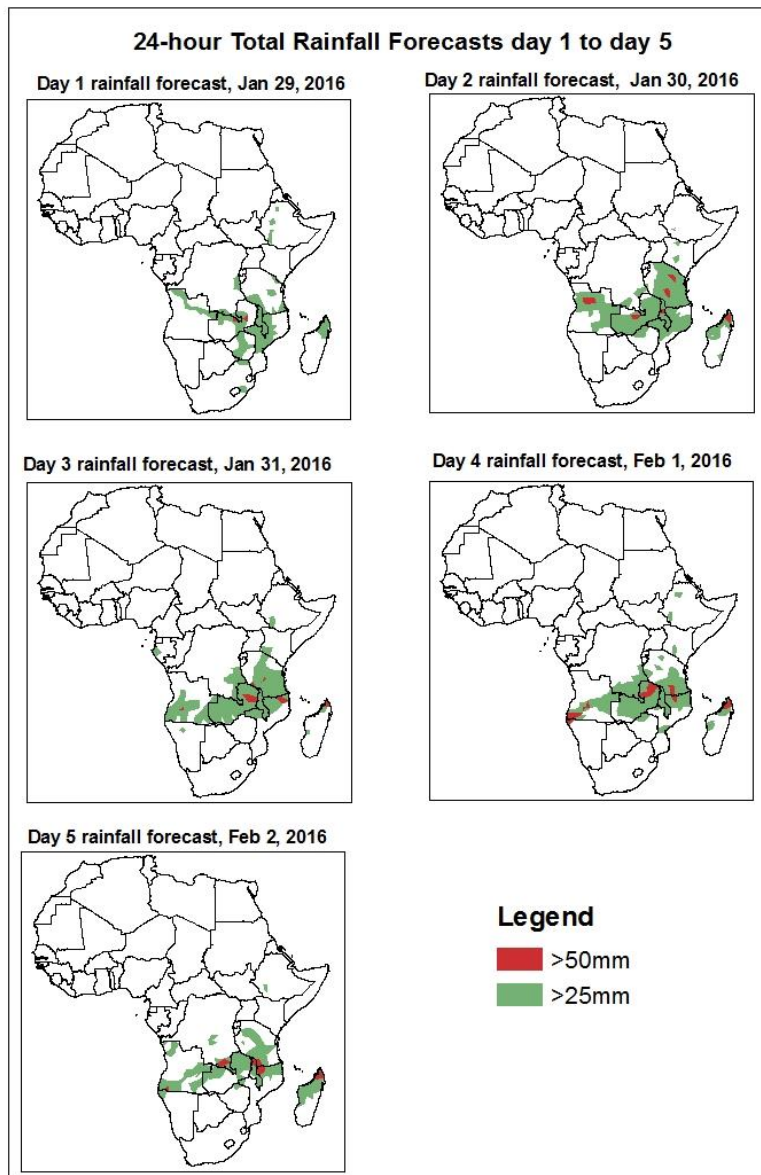 24-hour Total Rainfall Forecasts day 1 to day 5
Day 1 rainfall forecast, Jan 29, 2016
Day 2 rainfall forecast, Jan 30, 2016
Day 3 rainfall forecast, Jan 31, 2016
Day 4 rainfall forecast, Feb 1, 2016
Day 5 rainfall forecast, Feb 2, 2016
Legend
>50mm
>25mm